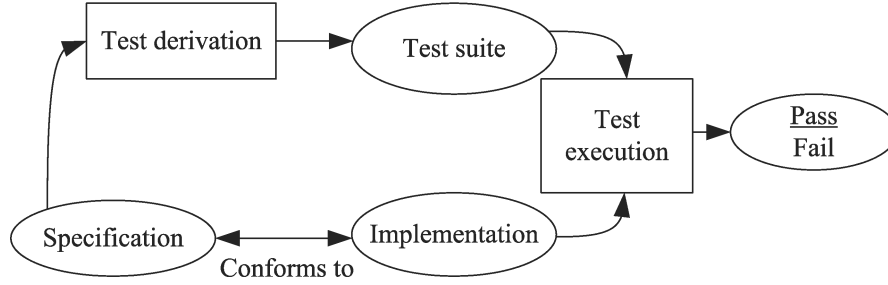 Test derivation
Test suite
Test
execution
Pass
Fail
Specification
Implementation
Conforms to